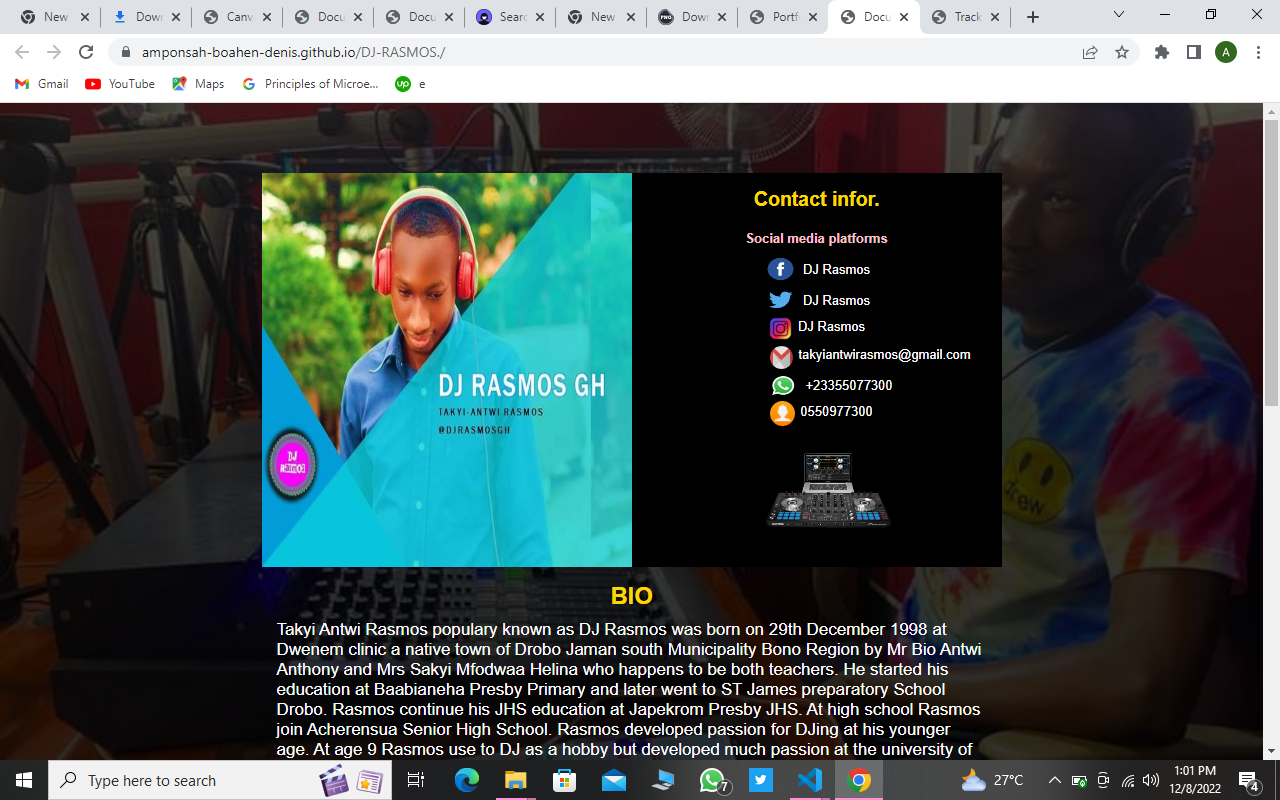 New
Down
Canv
Docu
Docu
Searc
New
Down
Portfo
Docu
Track
amponsah-boahen-denis.github.io/DJ-RASMOS./
A
Gmail
YouTube
Maps
Principles of Microe...
up
e
Contact infor.
Social media platforms
DJ Rasmos
DJ Rasmos
DJ Rasmos
takyiantwirasmos@gmail.com
+23355077300
0550977300
DJ RASMOS GH
TAKYI-ANTWI RASMOS
@DJRASMOSGH
DJ
drew
BIO
Takyi Antwi Rasmos populary known as DJ Rasmos was born on 29th December 1998 at
Dwenem clinic a native town of Drobo Jaman south Municipality Bono Region by Mr Bio Antwi
Anthony and Mrs Sakyi Mfodwaa Helina who happens to be both teachers. He started his
education at Baabianeha Presby Primary and later went to ST James preparatory School
Drobo. Rasmos continue his JHS education at Japekrom Presby JHS. At high school Rasmos
join Acherensua Senior High School. Rasmos developed passion for DJing at his younger
age. At age 9 Rasmos use to DJ as a hobby but developed much passion at the university of
Type here to search
7
27°C
1:01 PM
12/8/2022
4